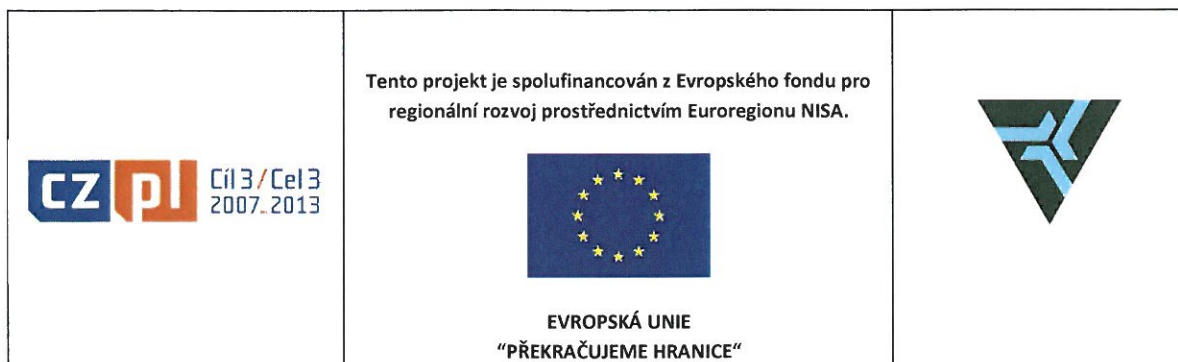 Tento projekt je spolufinancován z Evropského fondu pro
regionální rozvoj prostřednictvím Euroregionu NISA.
cz pl Cíl 3 / Cel 3
2007-2013
EVROPSKÁ UNIE
"PŘEKRAČUJEME HRANICE"